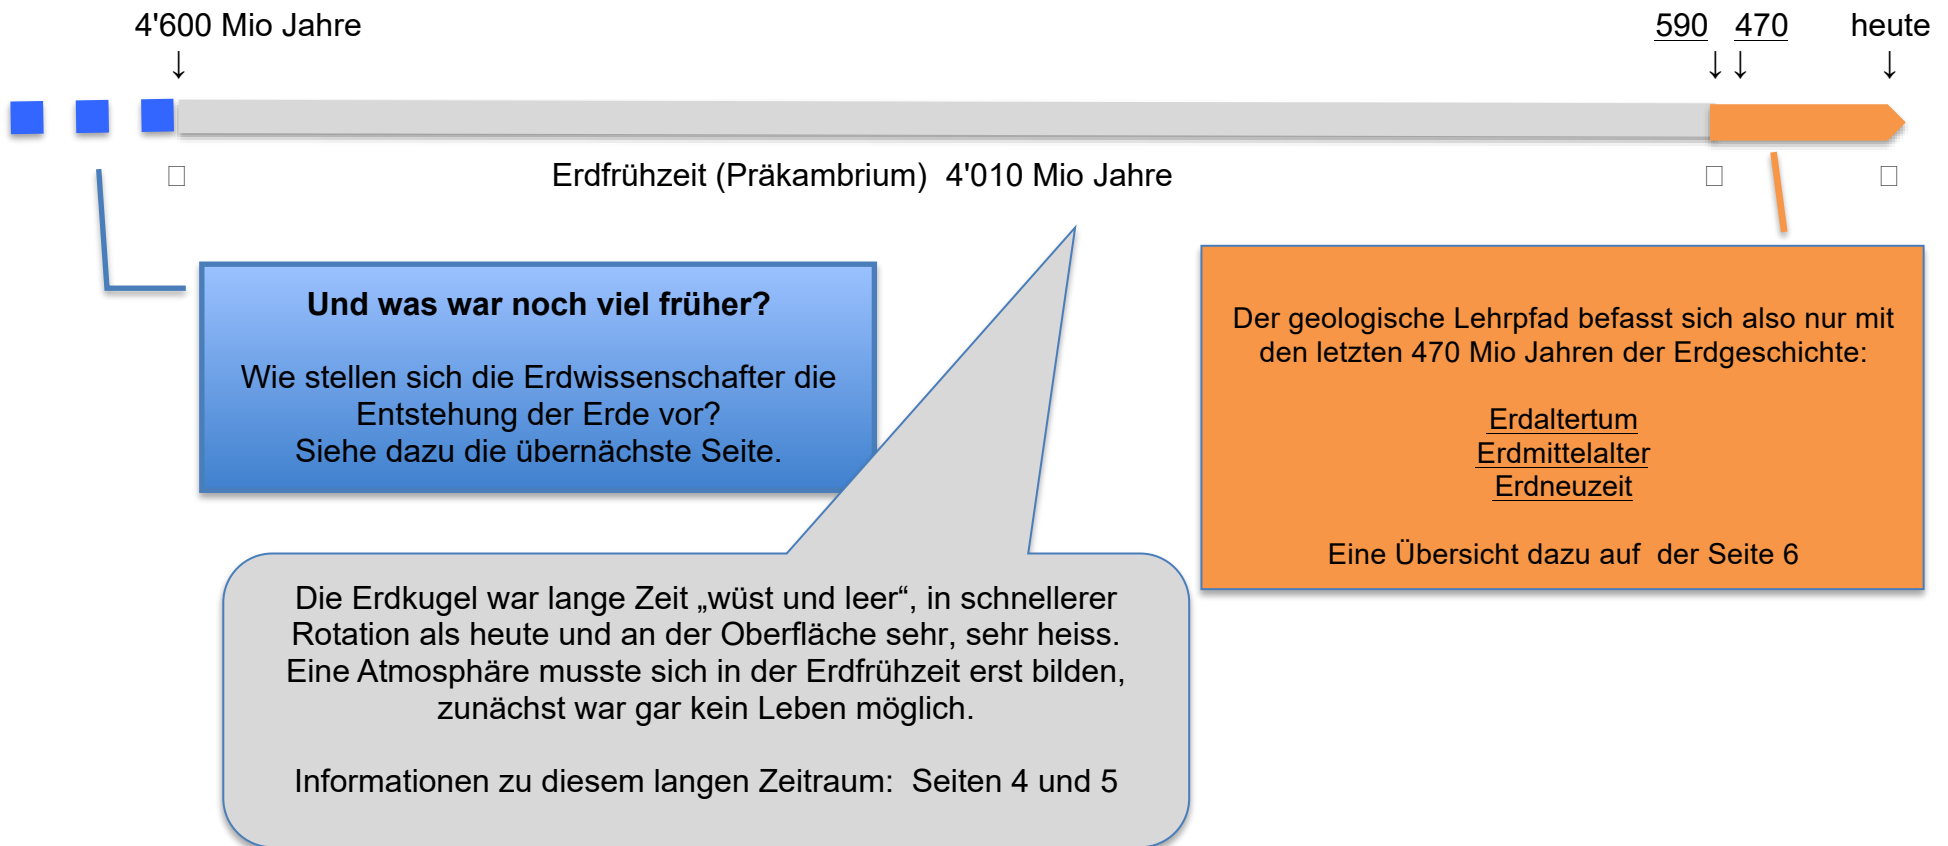 4'600 Mio Jahre
590 470 heute
Erdfrühzeit (Präkambrium) 4'010 Mio Jahre
Und was war noch viel früher?
Wie stellen sich die Erdwissenschafter die
Entstehung der Erde vor?
Siehe dazu die übernächste Seite.
Der geologische Lehrpfad befasst sich also nur mit
den letzten 470 Mio Jahren der Erdgeschichte:
Erdaltertum
Erdmittelalter
Erdneuzeit
Eine Übersicht dazu auf der Seite 6
Die Erdkugel war lange Zeit „wüst und leer“, in schnellerer
Rotation als heute und an der Oberfläche sehr, sehr heiss.
Eine Atmosphäre musste sich in der Erdfrühzeit erst bilden,
zunächst war gar kein Leben möglich.
Informationen zu diesem langen Zeitraum: Seiten 4 und 5